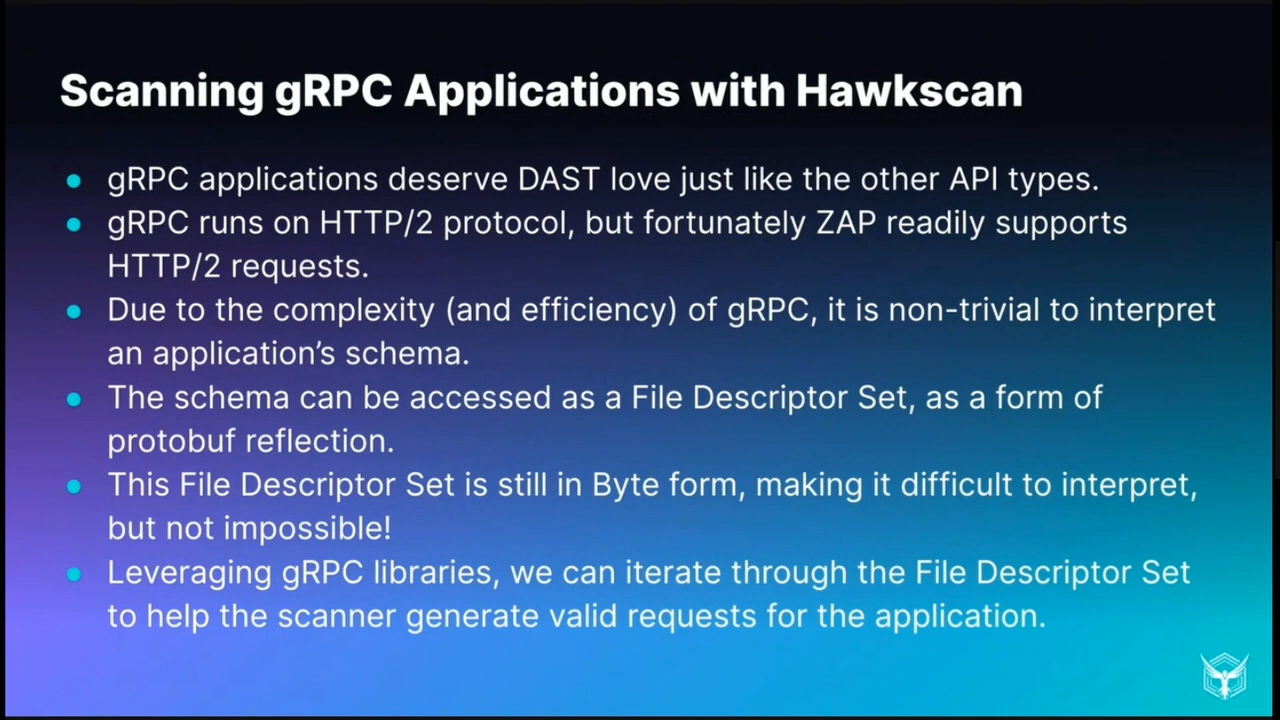 Scanning gRPC Applications with Hawkscan
gRPC applications deserve DAST love just like the other API types.
gRPC runs on HTTP/2 protocol, but fortunately ZAP readily supports
HTTP/2 requests.
Due to the complexity (and efficiency) of gRPC, it is non-trivial to interpret
an application’s schema.
The schema can be accessed as a File Descriptor Set, as a form of
protobuf reflection.
This File Descriptor Set is still in Byte form, making it difficult to interpret,
but not impossible!
Leveraging gRPC libraries, we can iterate through the File Descriptor Set
to help the scanner generate valid requests for the application.